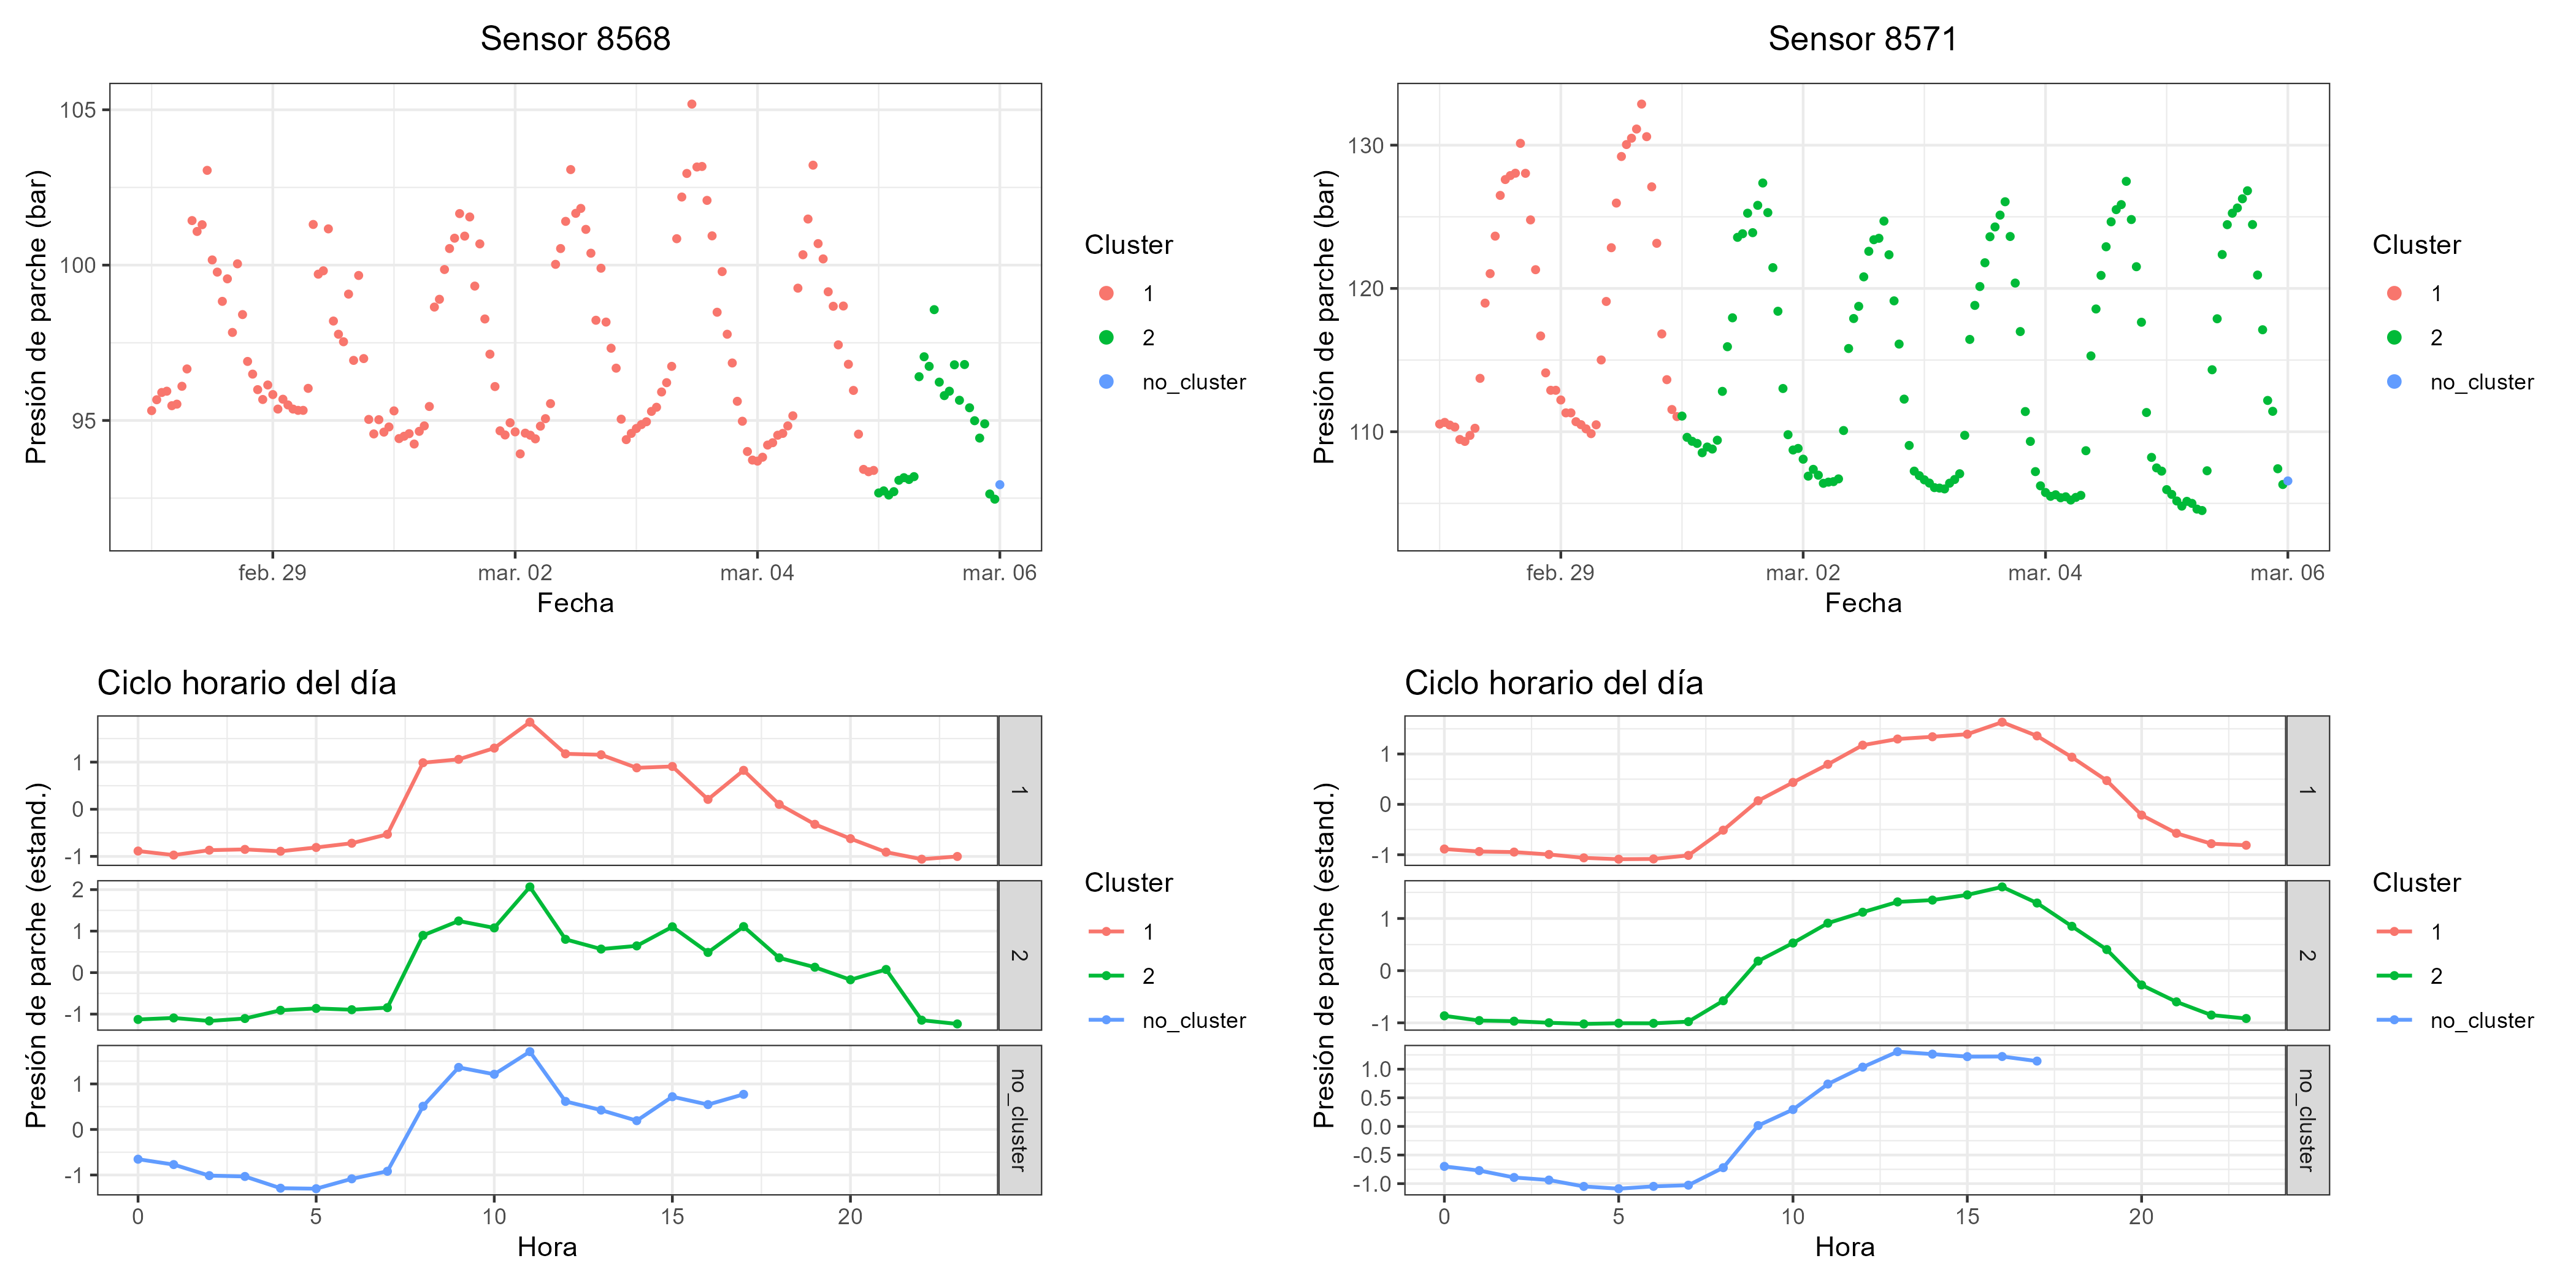 Sensor 8568
Presión de parche (bar)
105
100
95
feb. 29
mar. 02
mar. 04
mar. 06
Fecha
Cluster
1
2
no_cluster
Sensor 8571
Presión de parche (bar)
130
120
110
feb. 29
mar. 02
mar. 04
mar. 06
Fecha
Cluster
1
2
no_cluster
Ciclo horario del día
Presión de parche (estand.)
1
0
-1
1
2
1
0
-1
2
1
0
-1
no_cluster
0
5
10
15
20
Hora
Cluster
1
2
no_cluster
Ciclo horario del día
Presión de parche (estand.)
1
0
-1
1
1
0
-1
2
1.0
0.5
0.0
-0.5
-1.0
no_cluster
0
5
10
15
20
Hora
Cluster
1
2
no_cluster